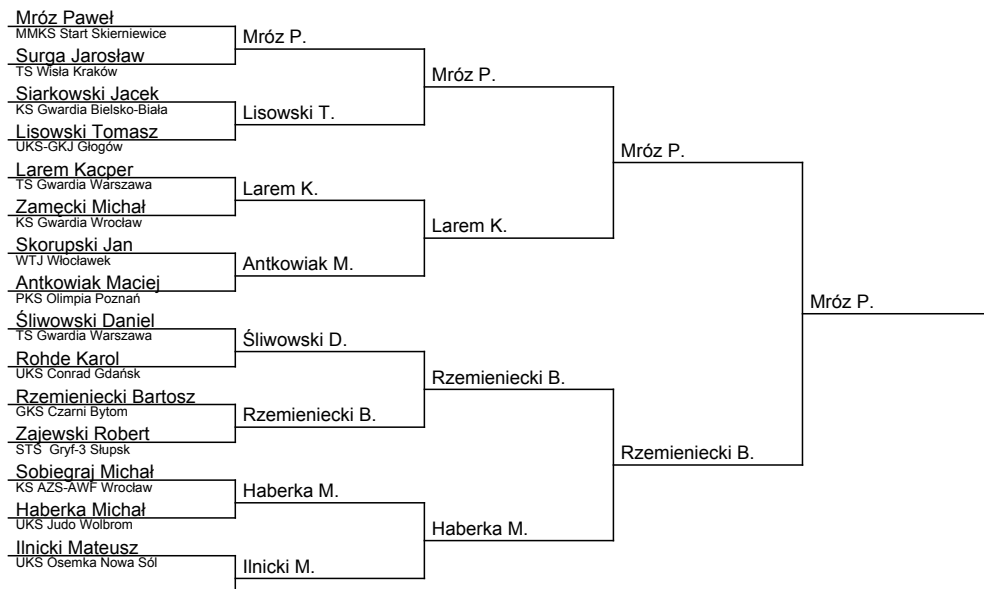 Mróz Paweł
MMKS Start Skierniewice
Surga Jarosław
TS Wisła Kraków
Siarkowski Jacek
KS Gwardia Bielsko-Biała
Lisowski Tomasz
UKS-GKJ Głogów
Larem Kacper
TS Gwardia Warszawa
Zamęcki Michał
KS Gwardia Wrocław
Skorupski Jan
WTJ Włocławek
Antkowiak Maciej
PKS Olimpia Poznań
Śliwowski Daniel
TS Gwardia Warszawa
Rohde Karol
UKS Conrad Gdańsk
Rzemieniecki Bartosz
GKS Czarni Bytom
Zajewski Robert
STS Gryf-3 Słupsk
Sobiegraj Michał
KS AZS-AWF Wrocław
Haberka Michał
UKS Judo Wolbrom
Ilnicki Mateusz
UKS Ósemka Nowa Sól
Mróz P.
Lisowski T.
Larem K.
Antkowiak M.
Śliwowski D.
Rzemieniecki B.
Haberka M.
Ilnicki M.
Mróz P.
Larem K.
Rzemieniecki B.
Haberka M.
Mróz P.
Rzemieniecki B.
Mróz P.